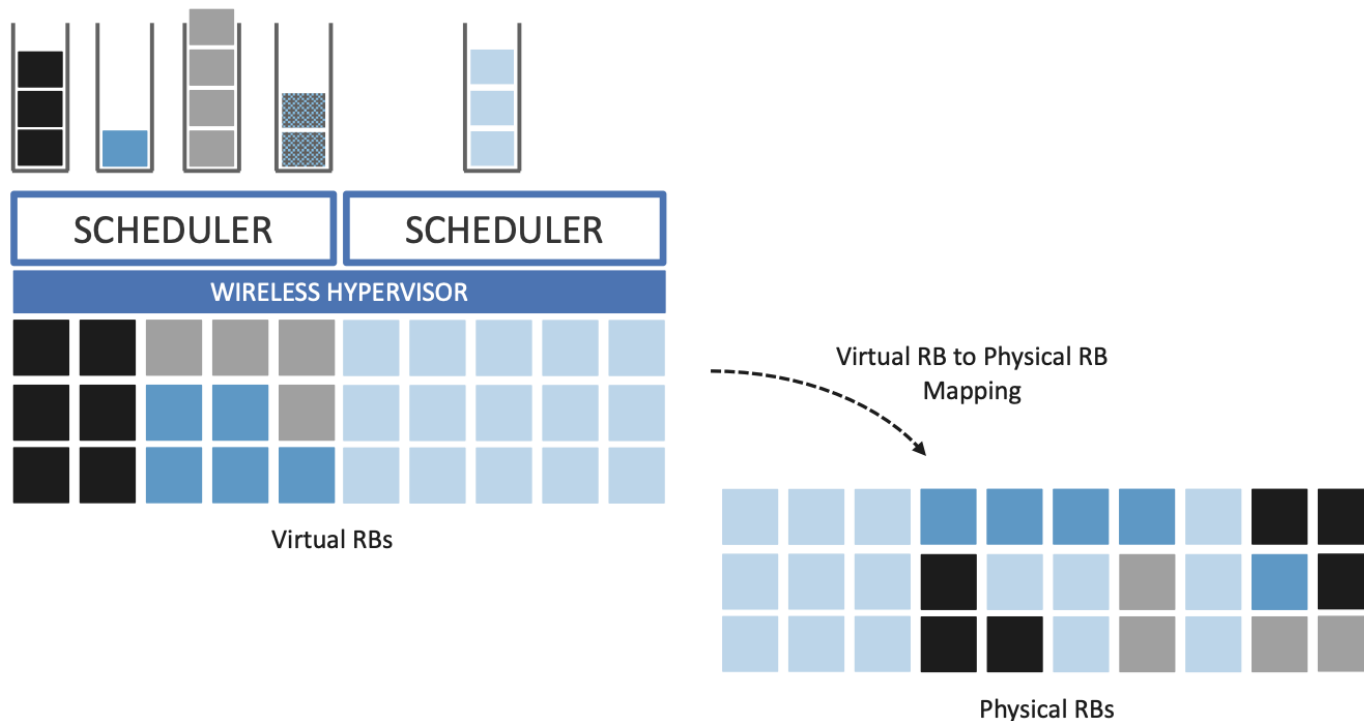 SCHEDULER
SCHEDULER
WIRELESS HYPERVISOR
Virtual RBs
Virtual RB to Physical RB
Mapping
Physical RBs